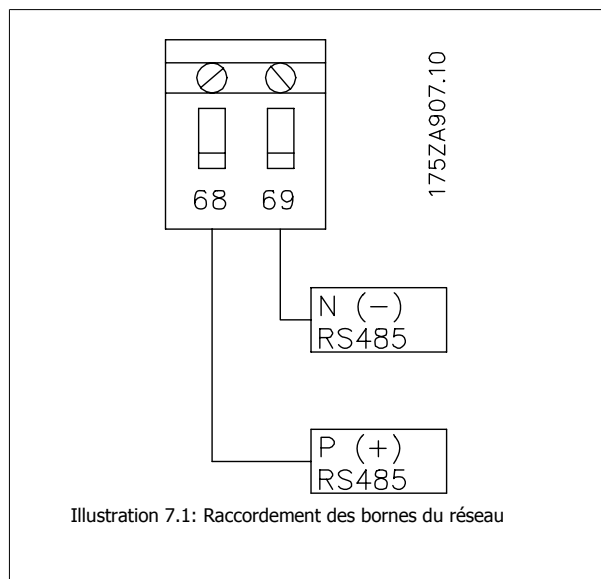 175ZA907.10
68 69
N (-)
RS485
P (+)
RS485
Illustration 7.1: Raccordement des bornes du réseau